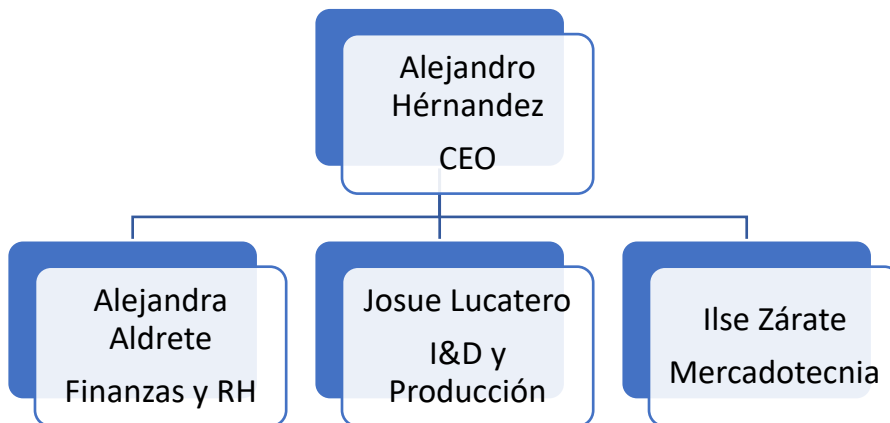 Alejandro
Hérnandez
CEO
Alejandra
Aldrete
Finanzas y RH
Josue Lucatero
I&D y
Producción
Ilse Zárate
Mercadotecnia